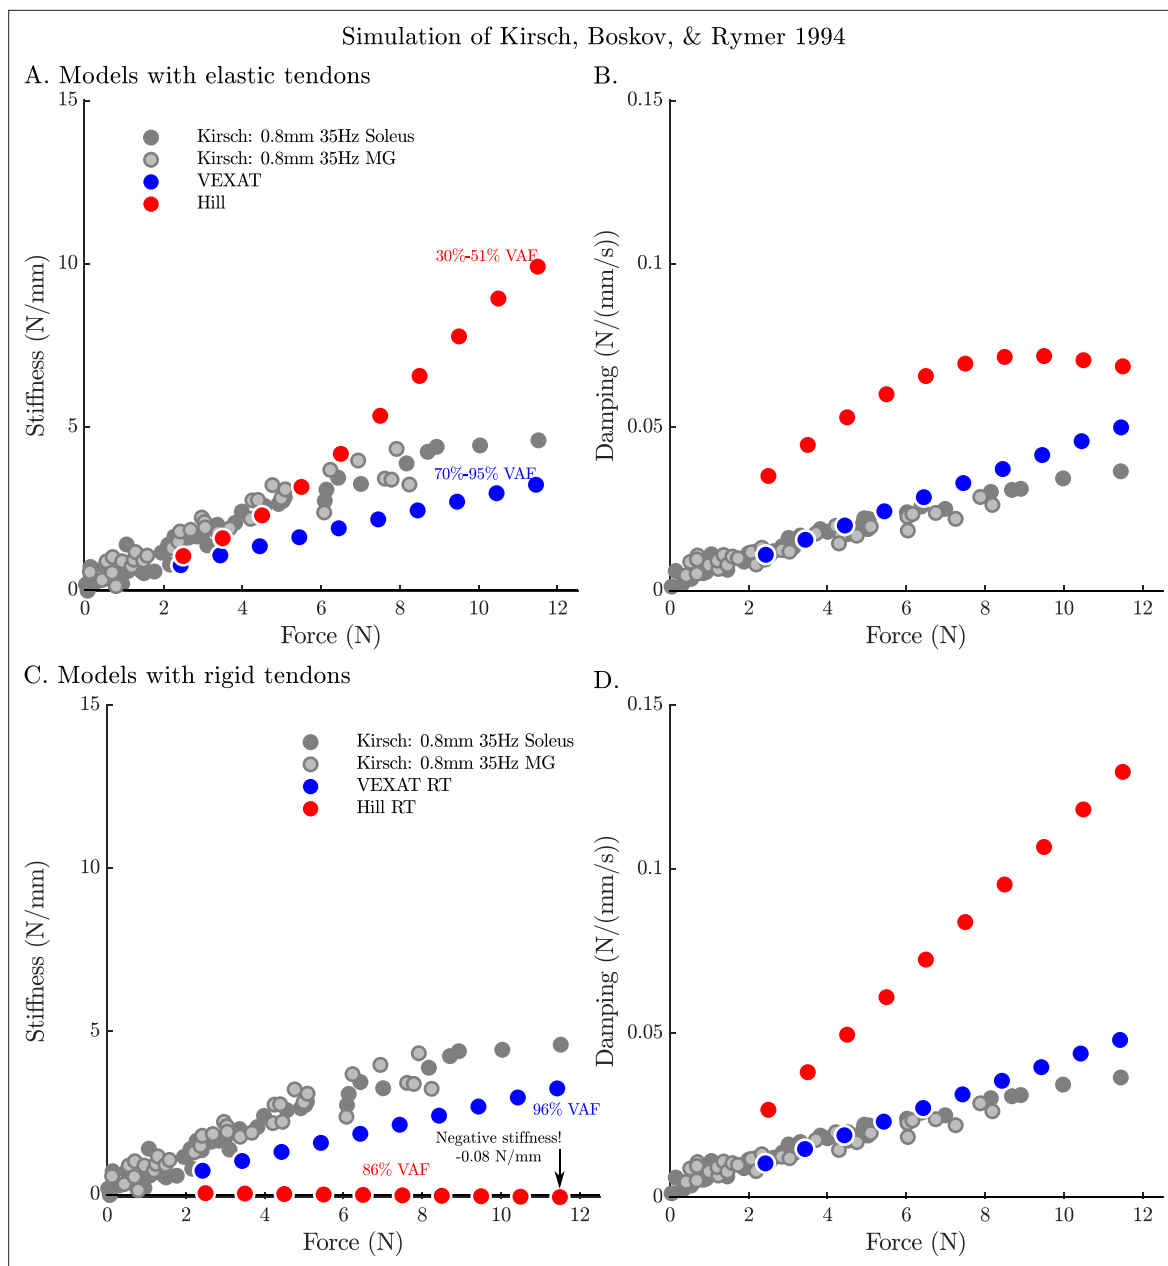 Simulation of Kirsch, Boskov, & Rymer 1994
A. Models with elastic tendons
15
10
5
0
Stiffness (N/mm)
Kirsch: 0.8mm 35Hz Soleus
Kirsch: 0.8mm 35Hz MG
VEXAT
Hill
30%-51% VAF
70%-95% VAF
0 2 4 6 8 10 12
Force (N)
B.
0.15
0.1
0.05
0
Damping (N/(mm/s))
0 2 4 6 8 10 12
Force (N)
C. Models with rigid tendons
15
10
5
0
Stiffness (N/mm)
Kirsch: 0.8mm 35Hz Soleus
Kirsch: 0.8mm 35Hz MG
VEXAT RT
Hill RT
96% VAF
Negative stiffness!
-0.08 N/mm
86% VAF
0 2 4 6 8 10 12
Force (N)
D.
0.15
0.1
0.05
0
Damping (N/(mm/s))
0 2 4 6 8 10 12
Force (N)